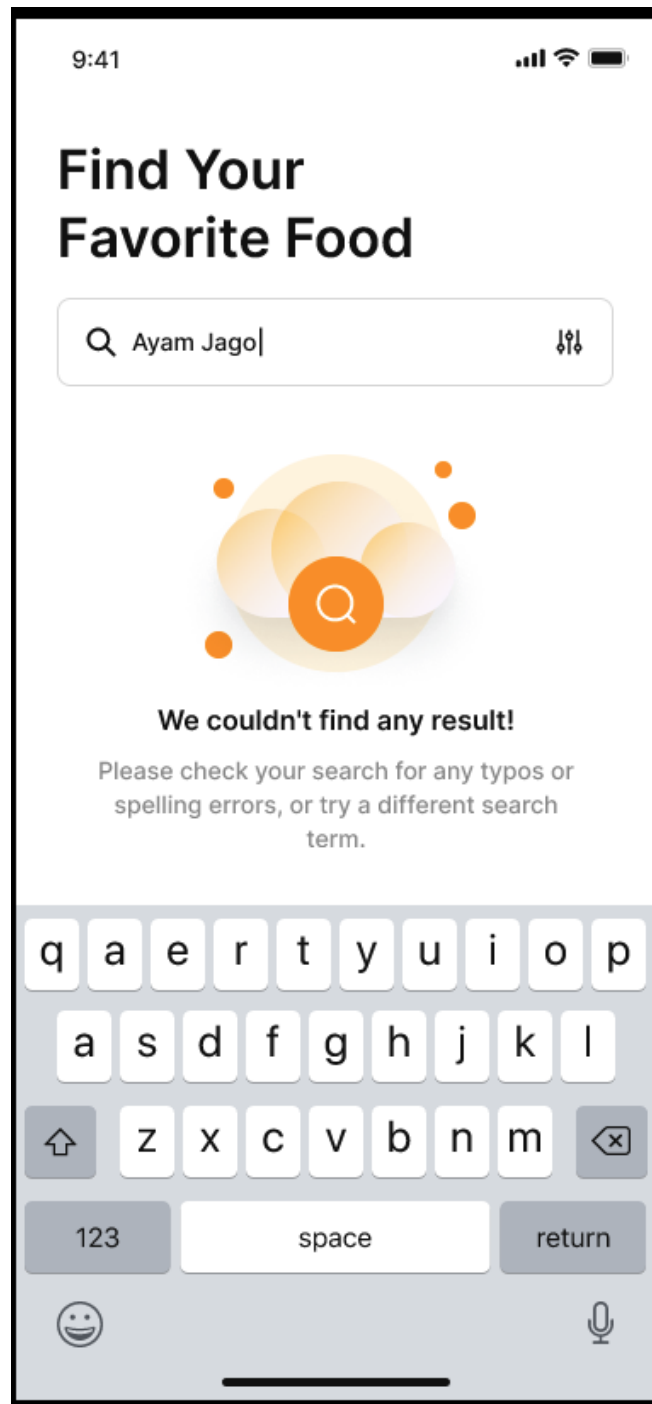 9:41
Find Your
Favorite Food
Ayam Jago
We couldn't find any result!
Please check your search for any typos or
spelling errors, or try a different search
term.
q a e r t y u i o p
a s d f g h j k l
z x c v b n m
123 space return